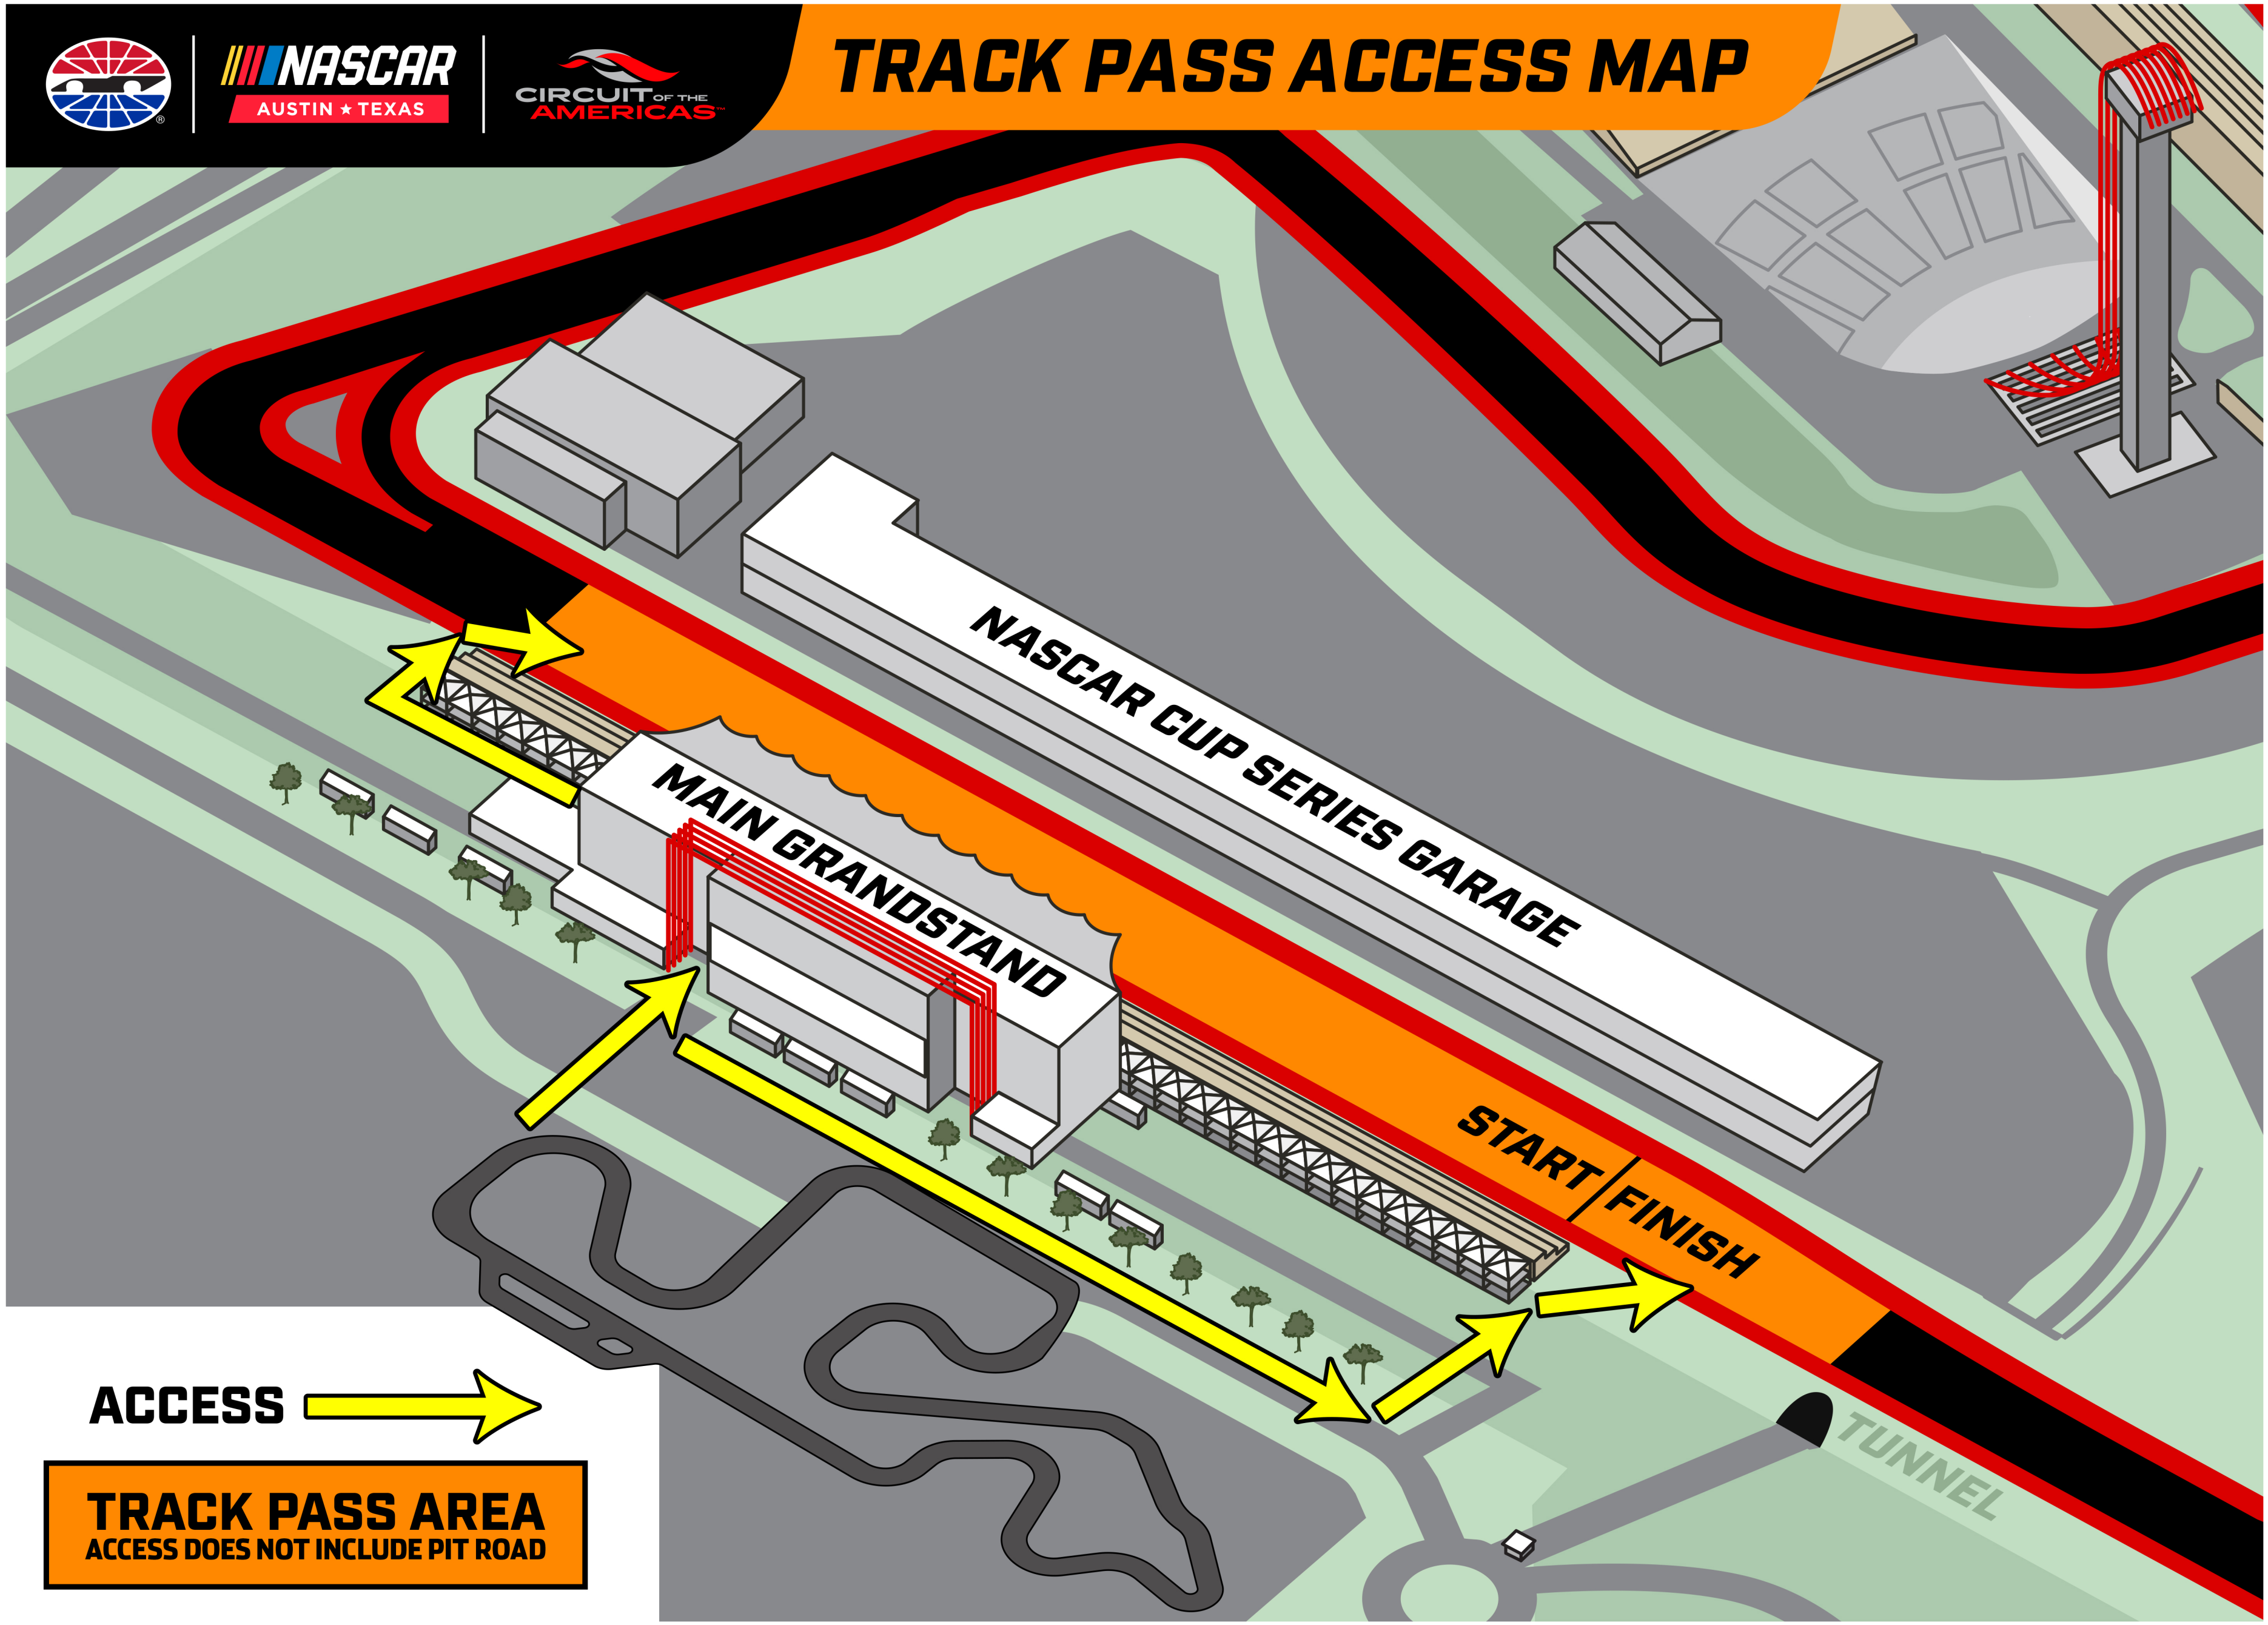 NASCAR
AUSTIN ★ TEXAS
CIRCUIT OF THE
AMERICAS™
®
TRACK PASS ACCESS MAP
NASCAR CUP SERIES GARAGE
MAIN GRANDSTAND
START
FINISH
TUNNEL
ACCESS
TRACK PASS AREA
ACCESS DOES NOT INCLUDE PIT ROAD